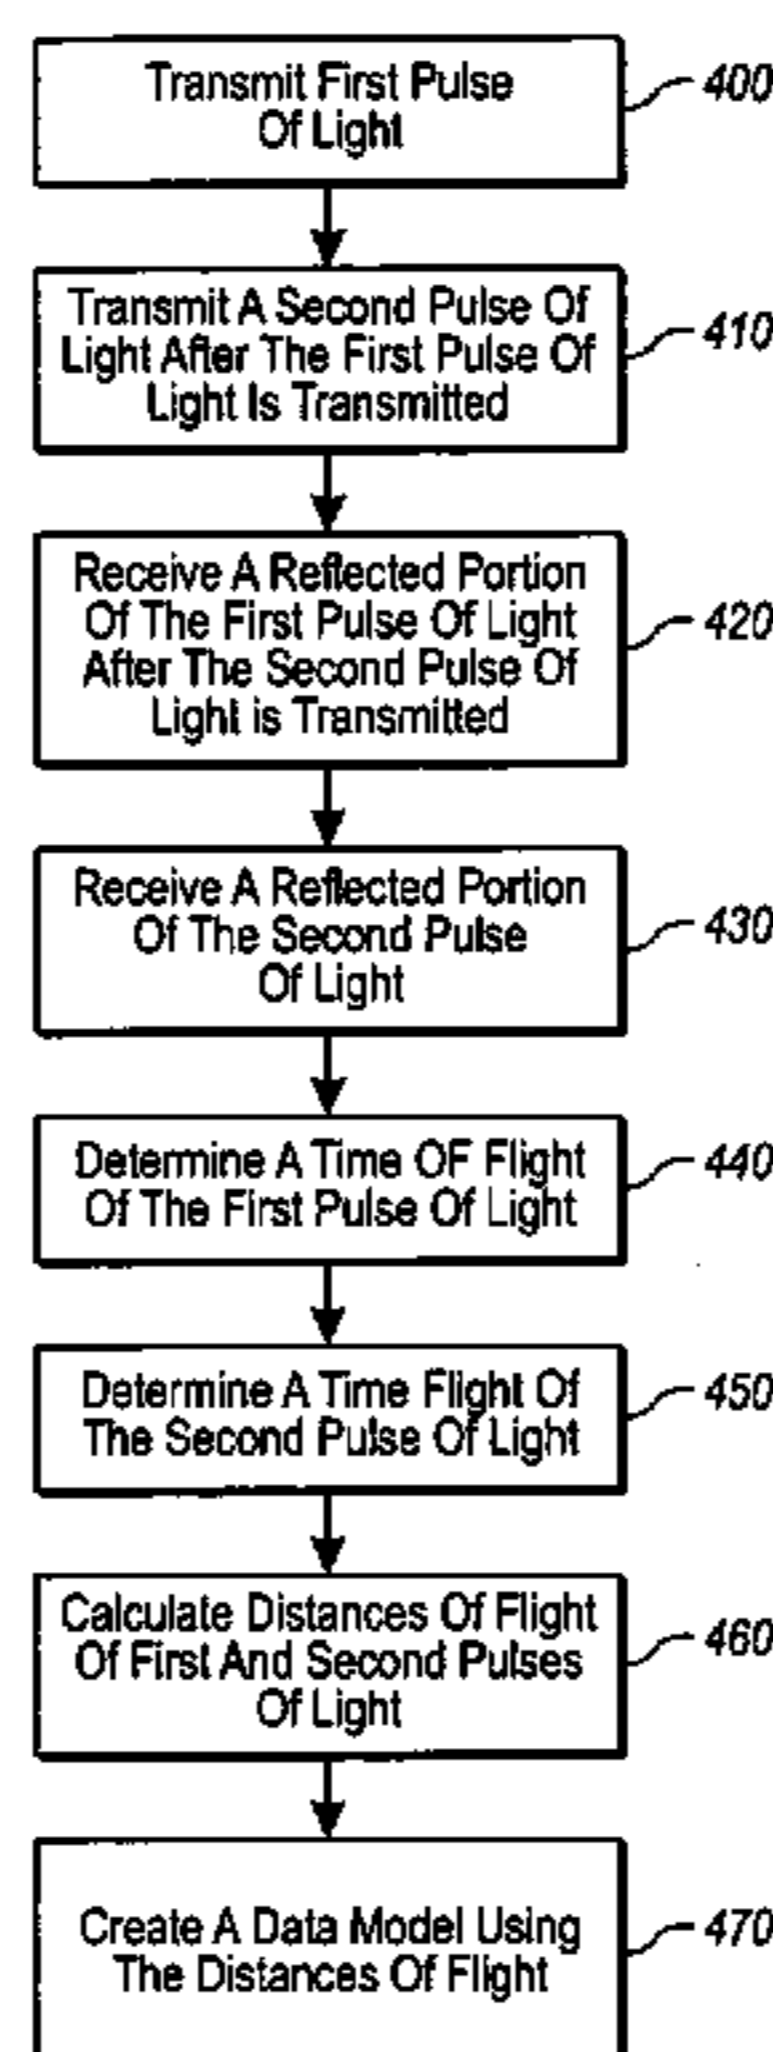 Transmit First Pulse
Of Light
400
Transmit A Second Pulse Of
Light After The First Pulse Of
Light Is Transmitted
410
Receive A Reflected Portion
Of The First Pulse Of Light
After The Second Pulse Of
Light is Transmitted
420
Receive A Reflected Portion
Of The Second Pulse
Of Light
430
Determine A Time OF Flight
Of The First Pulse Of Light
440
Determine A Time Flight Of
The Second Pulse Of Light
450
Calculate Distances Of Flight
Of First And Second Pulses
Of Light
460
Create A Data Model Using
The Distances Of Flight
470